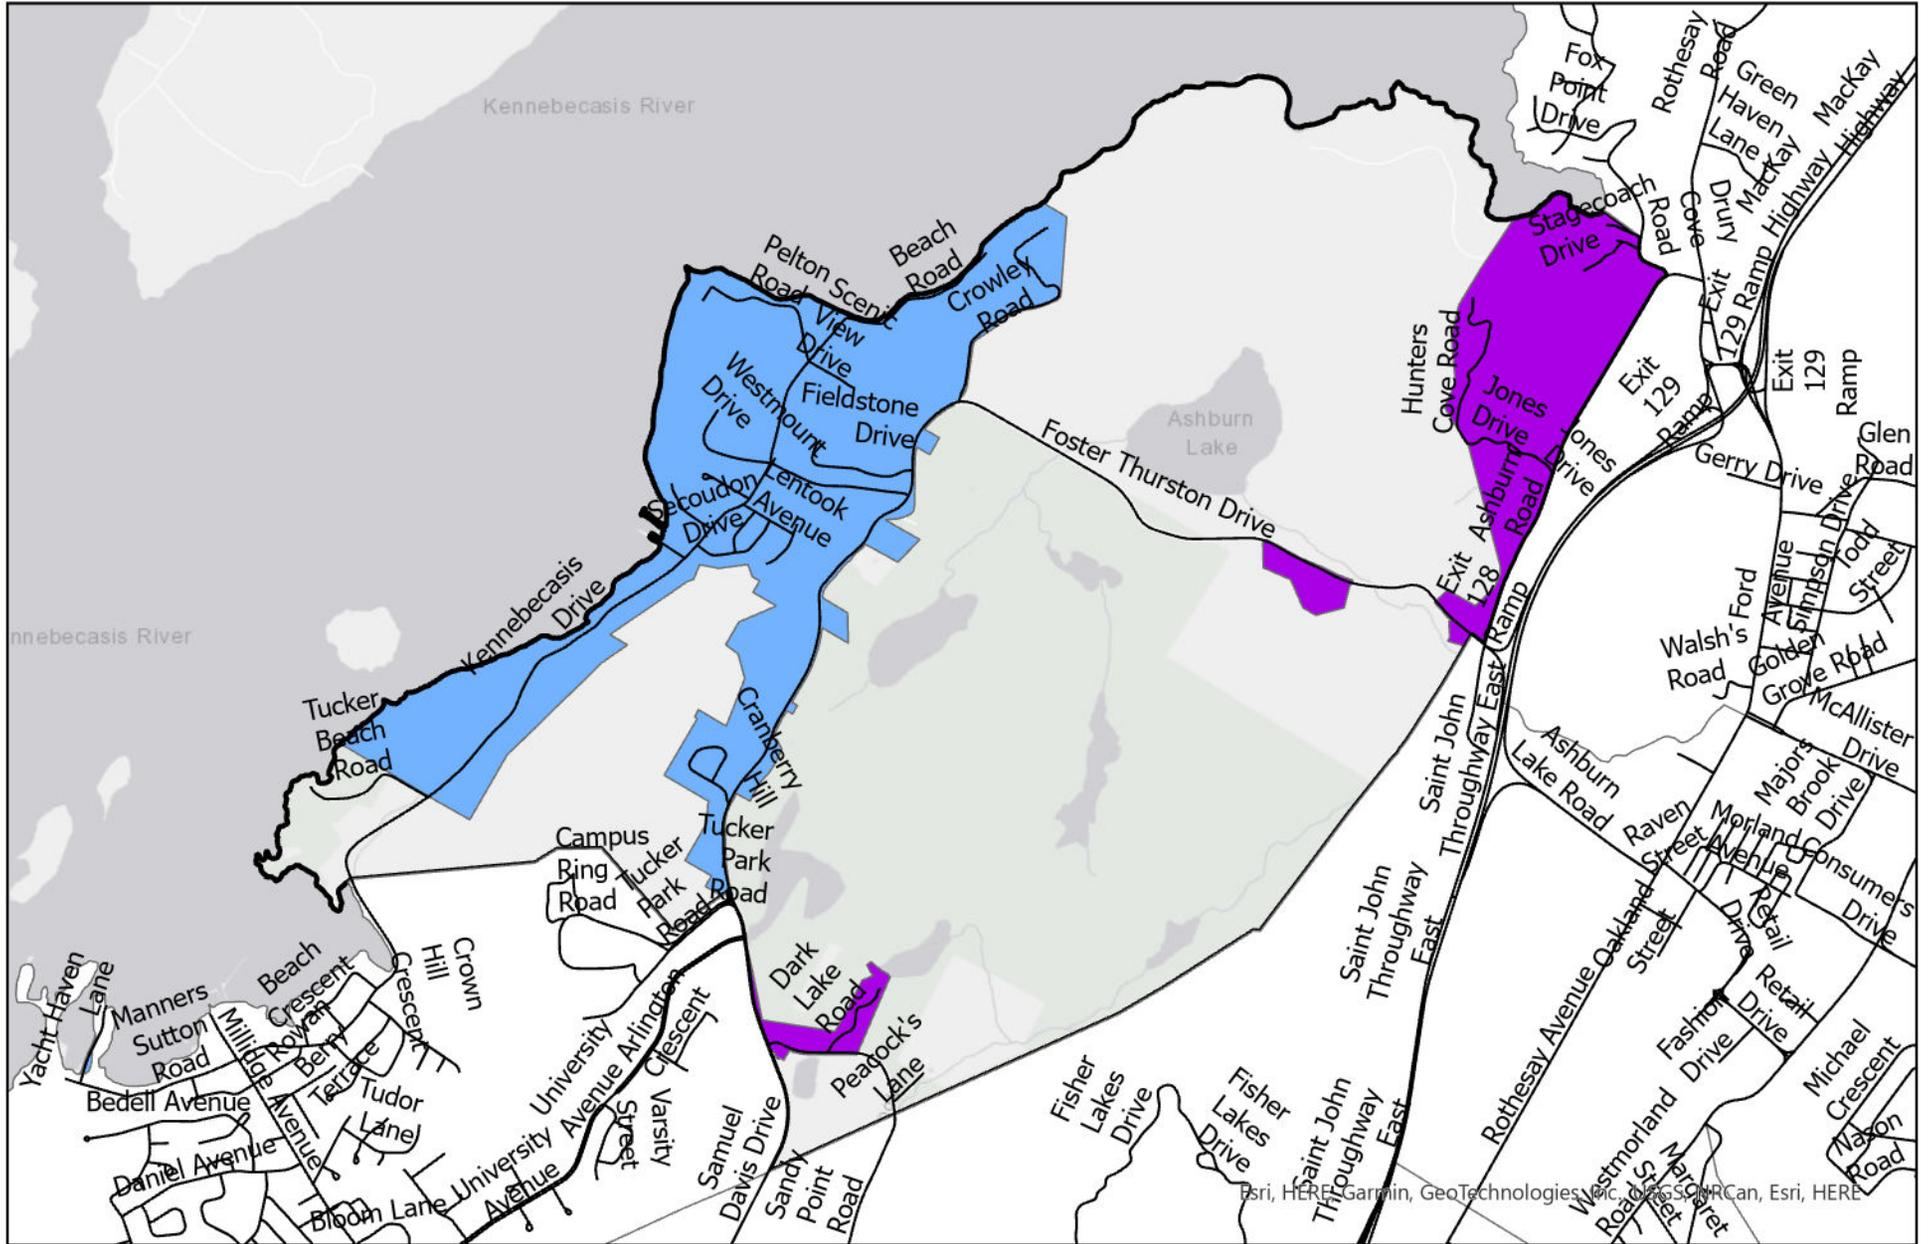 Kennebecasis River
Fox
Point
Drive
Rothesay
Road
Green
Haven
Lane
MacKay
Highway
MacKay
Highway
Drury
Cove
Road
Stagecoach
Drive
Beach
Road
Pelton
Road
Scenic
View
Drive
Crowley
Road
Westmount
Drive
Fieldstone
Drive
Hunters
Cove Road
Jones
Drive
Jones
Drive
Ashburn
Road
Exit
129 Ramp
Exit
129
Ramp
Exit
129
Ramp
Ashburn
Lake
Foster Thurston Drive
Glen
Road
Gerry Drive
Secoudon
Drive
Lentook
Avenue
Exit
128
Ramp
Simpson Drive
Todd
Street
Ford
Avenue
Walsh's
Road
Golden
Grove Road
Kennebecasis
Drive
nnebecasis River
Tucker
Beach
Road
Cranberry
Hill
Saint John
Throughway East
McAllister
Drive
Ashburn
Lake Road
Majors
Brook
Drive
Raven
Street
Morland
Avenue
Consumers
Drive
Campus
Ring
Road
Tucker
Park
Road
Tucker
Park
Road
Retail
Drive
Oakland
Street
Saint John
Throughway
East
Crown
Hill
Crescent
Beach
Crescent
Yacht Haven
Lane
Manners
Sutton
Road
Millidge Avenue
Rowan
Berry
Terrace
Tudor
Lane
Dark
Lake
Road
Arlington
Crescent
Peacock's
Lane
Rothesay Avenue
Retail
Drive
Fashion
Drive
Michael
Crescent
Nason
Road
Bedell Avenue
Daniel Avenue
Bloom Lane
University
Avenue
University
Avenue
Varsity
Street
Samuel
Davis Drive
Sandy
Point
Road
Fisher
Lakes
Drive
Fisher
Lakes
Drive
Saint John
Throughway
East
Westmorland
Road
Margaret
Street
Esri, HERE, Garmin, GeoTechnologies, Inc., USGS, NRCan, Esri, HERE